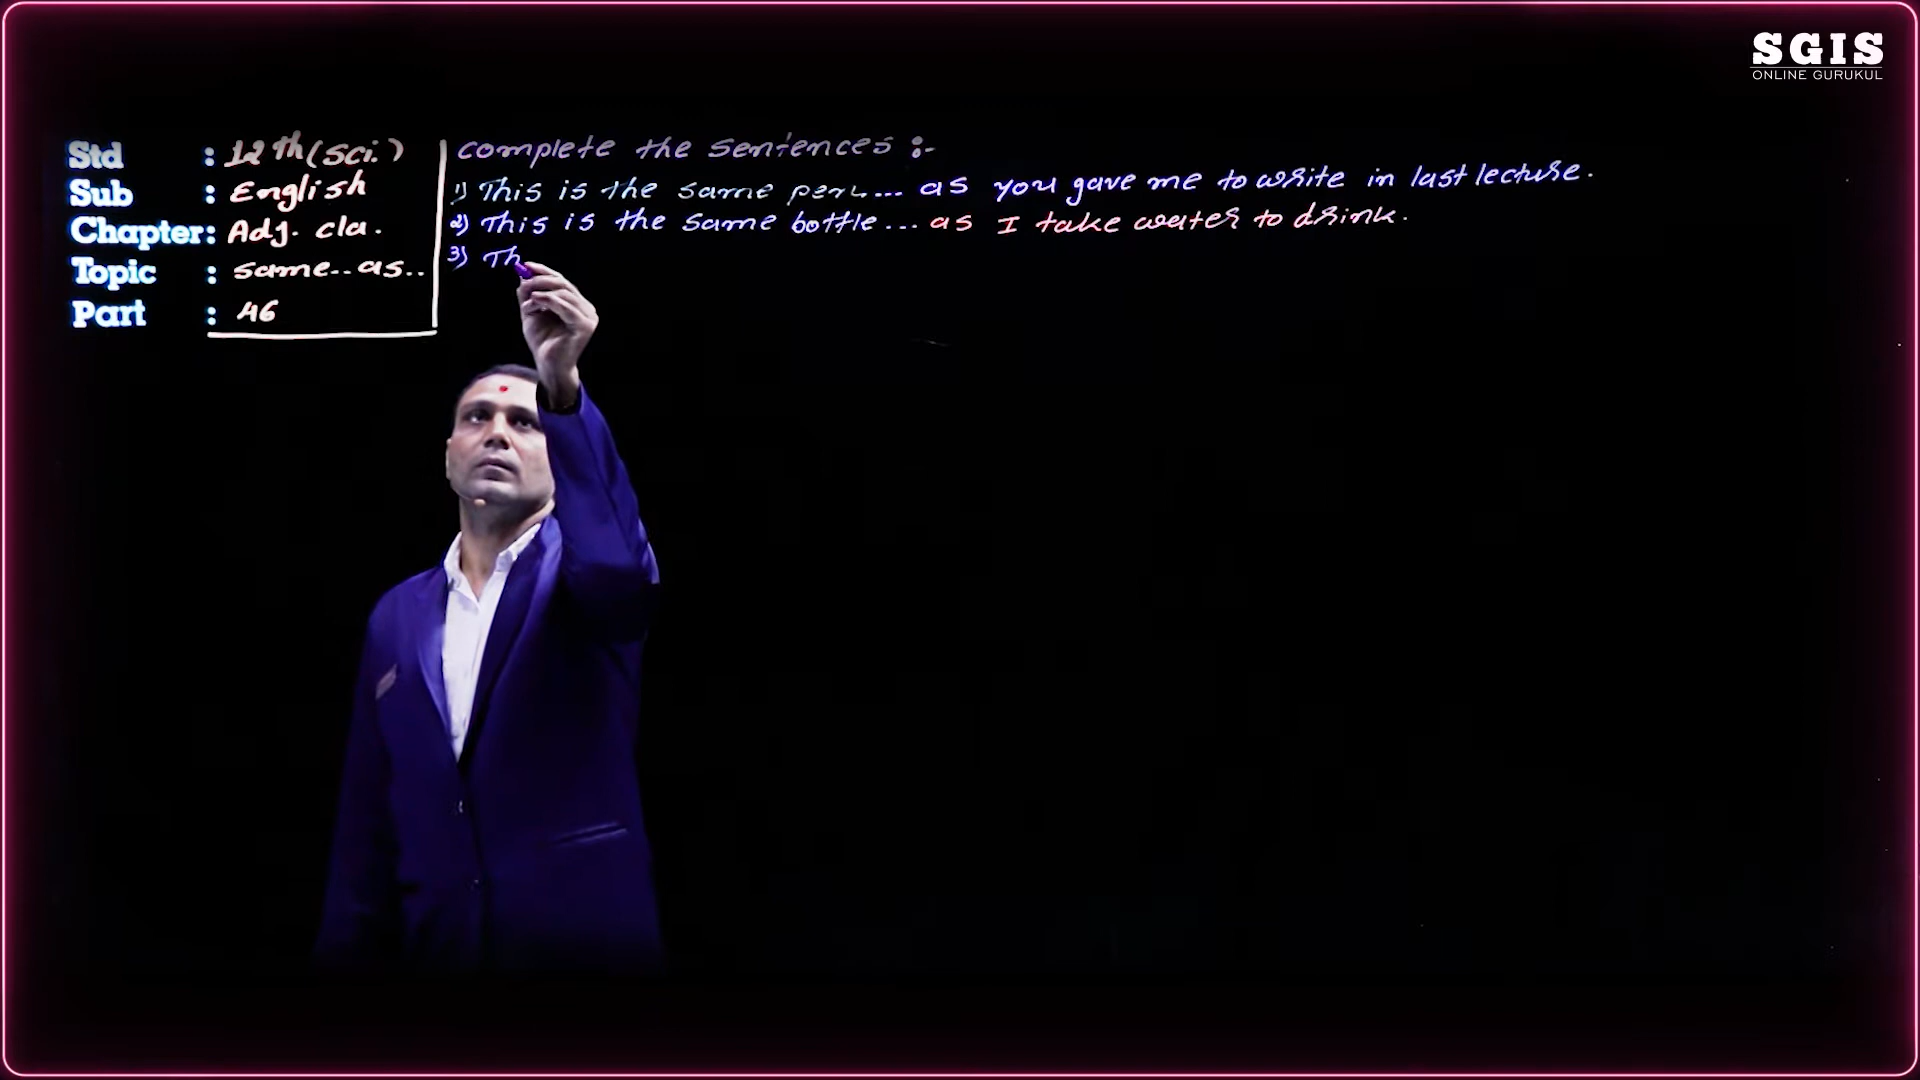 SGIS
ONLINE GURUKUL
Std : 12th (Sci.)
Sub : English
Chapter : Adj. cla.
Topic : same.. as..
Part : 46
complete the sentences :-
1) This is the same pen... as you gave me to write in last lecture.
2) This is the same bottle... as I take water to drink.
3) Th